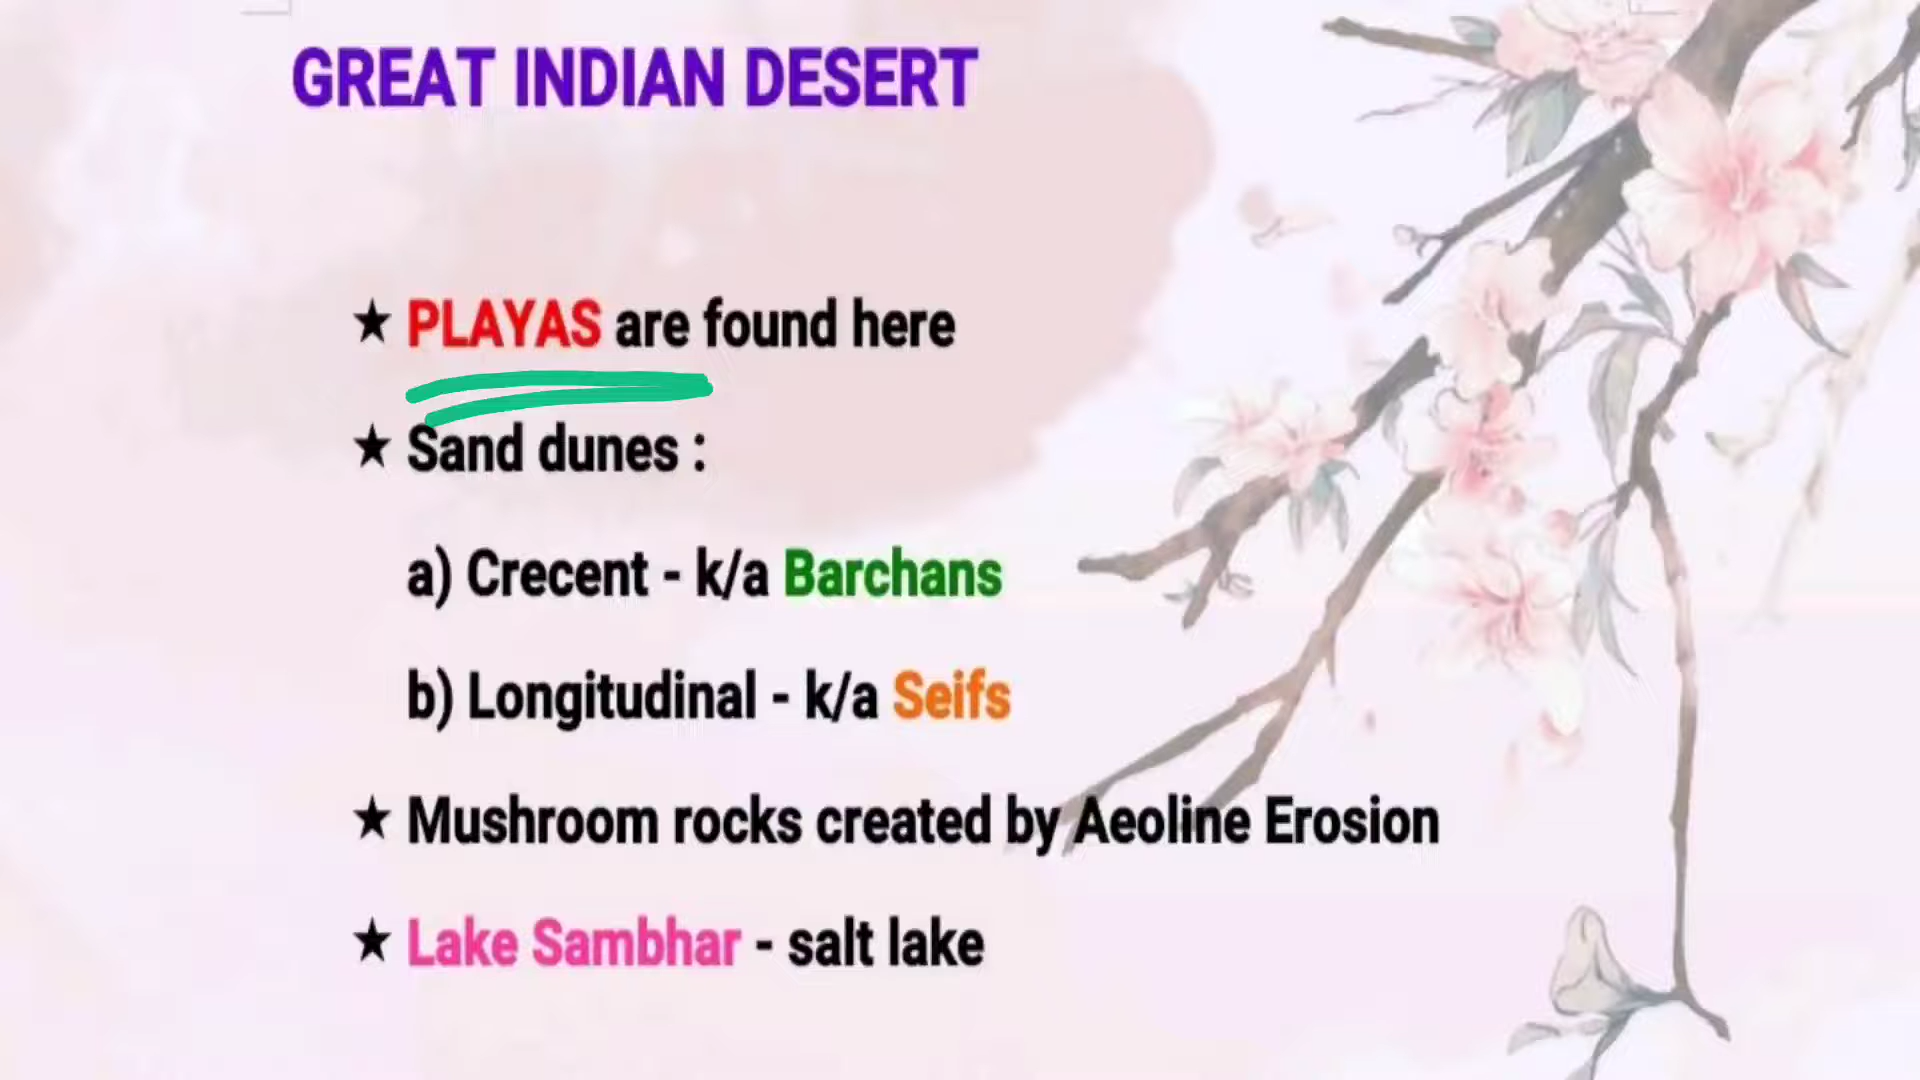 GREAT INDIAN DESERT
★ PLAYAS are found here
★ Sand dunes :
a) Crecent - k/a Barchans
b) Longitudinal - k/a Seifs
★ Mushroom rocks created by Aeoline Erosion
★ Lake Sambhar - salt lake